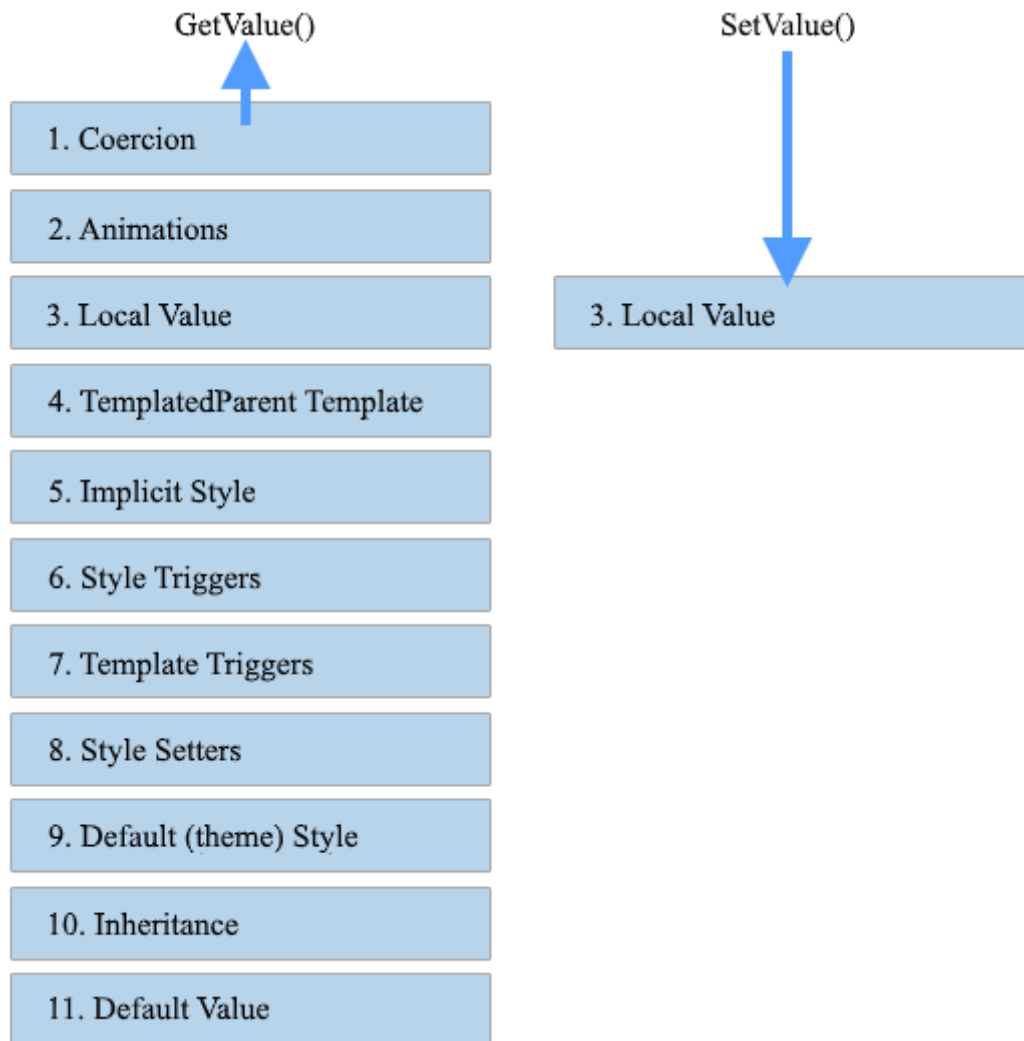 GetValue()
SetValue()
1. Coercion
2. Animations
3. Local Value
3. Local Value
4. TemplatedParent Template
5. Implicit Style
6. Style Triggers
7. Template Triggers
8. Style Setters
9. Default (theme) Style
10. Inheritance
11. Default Value